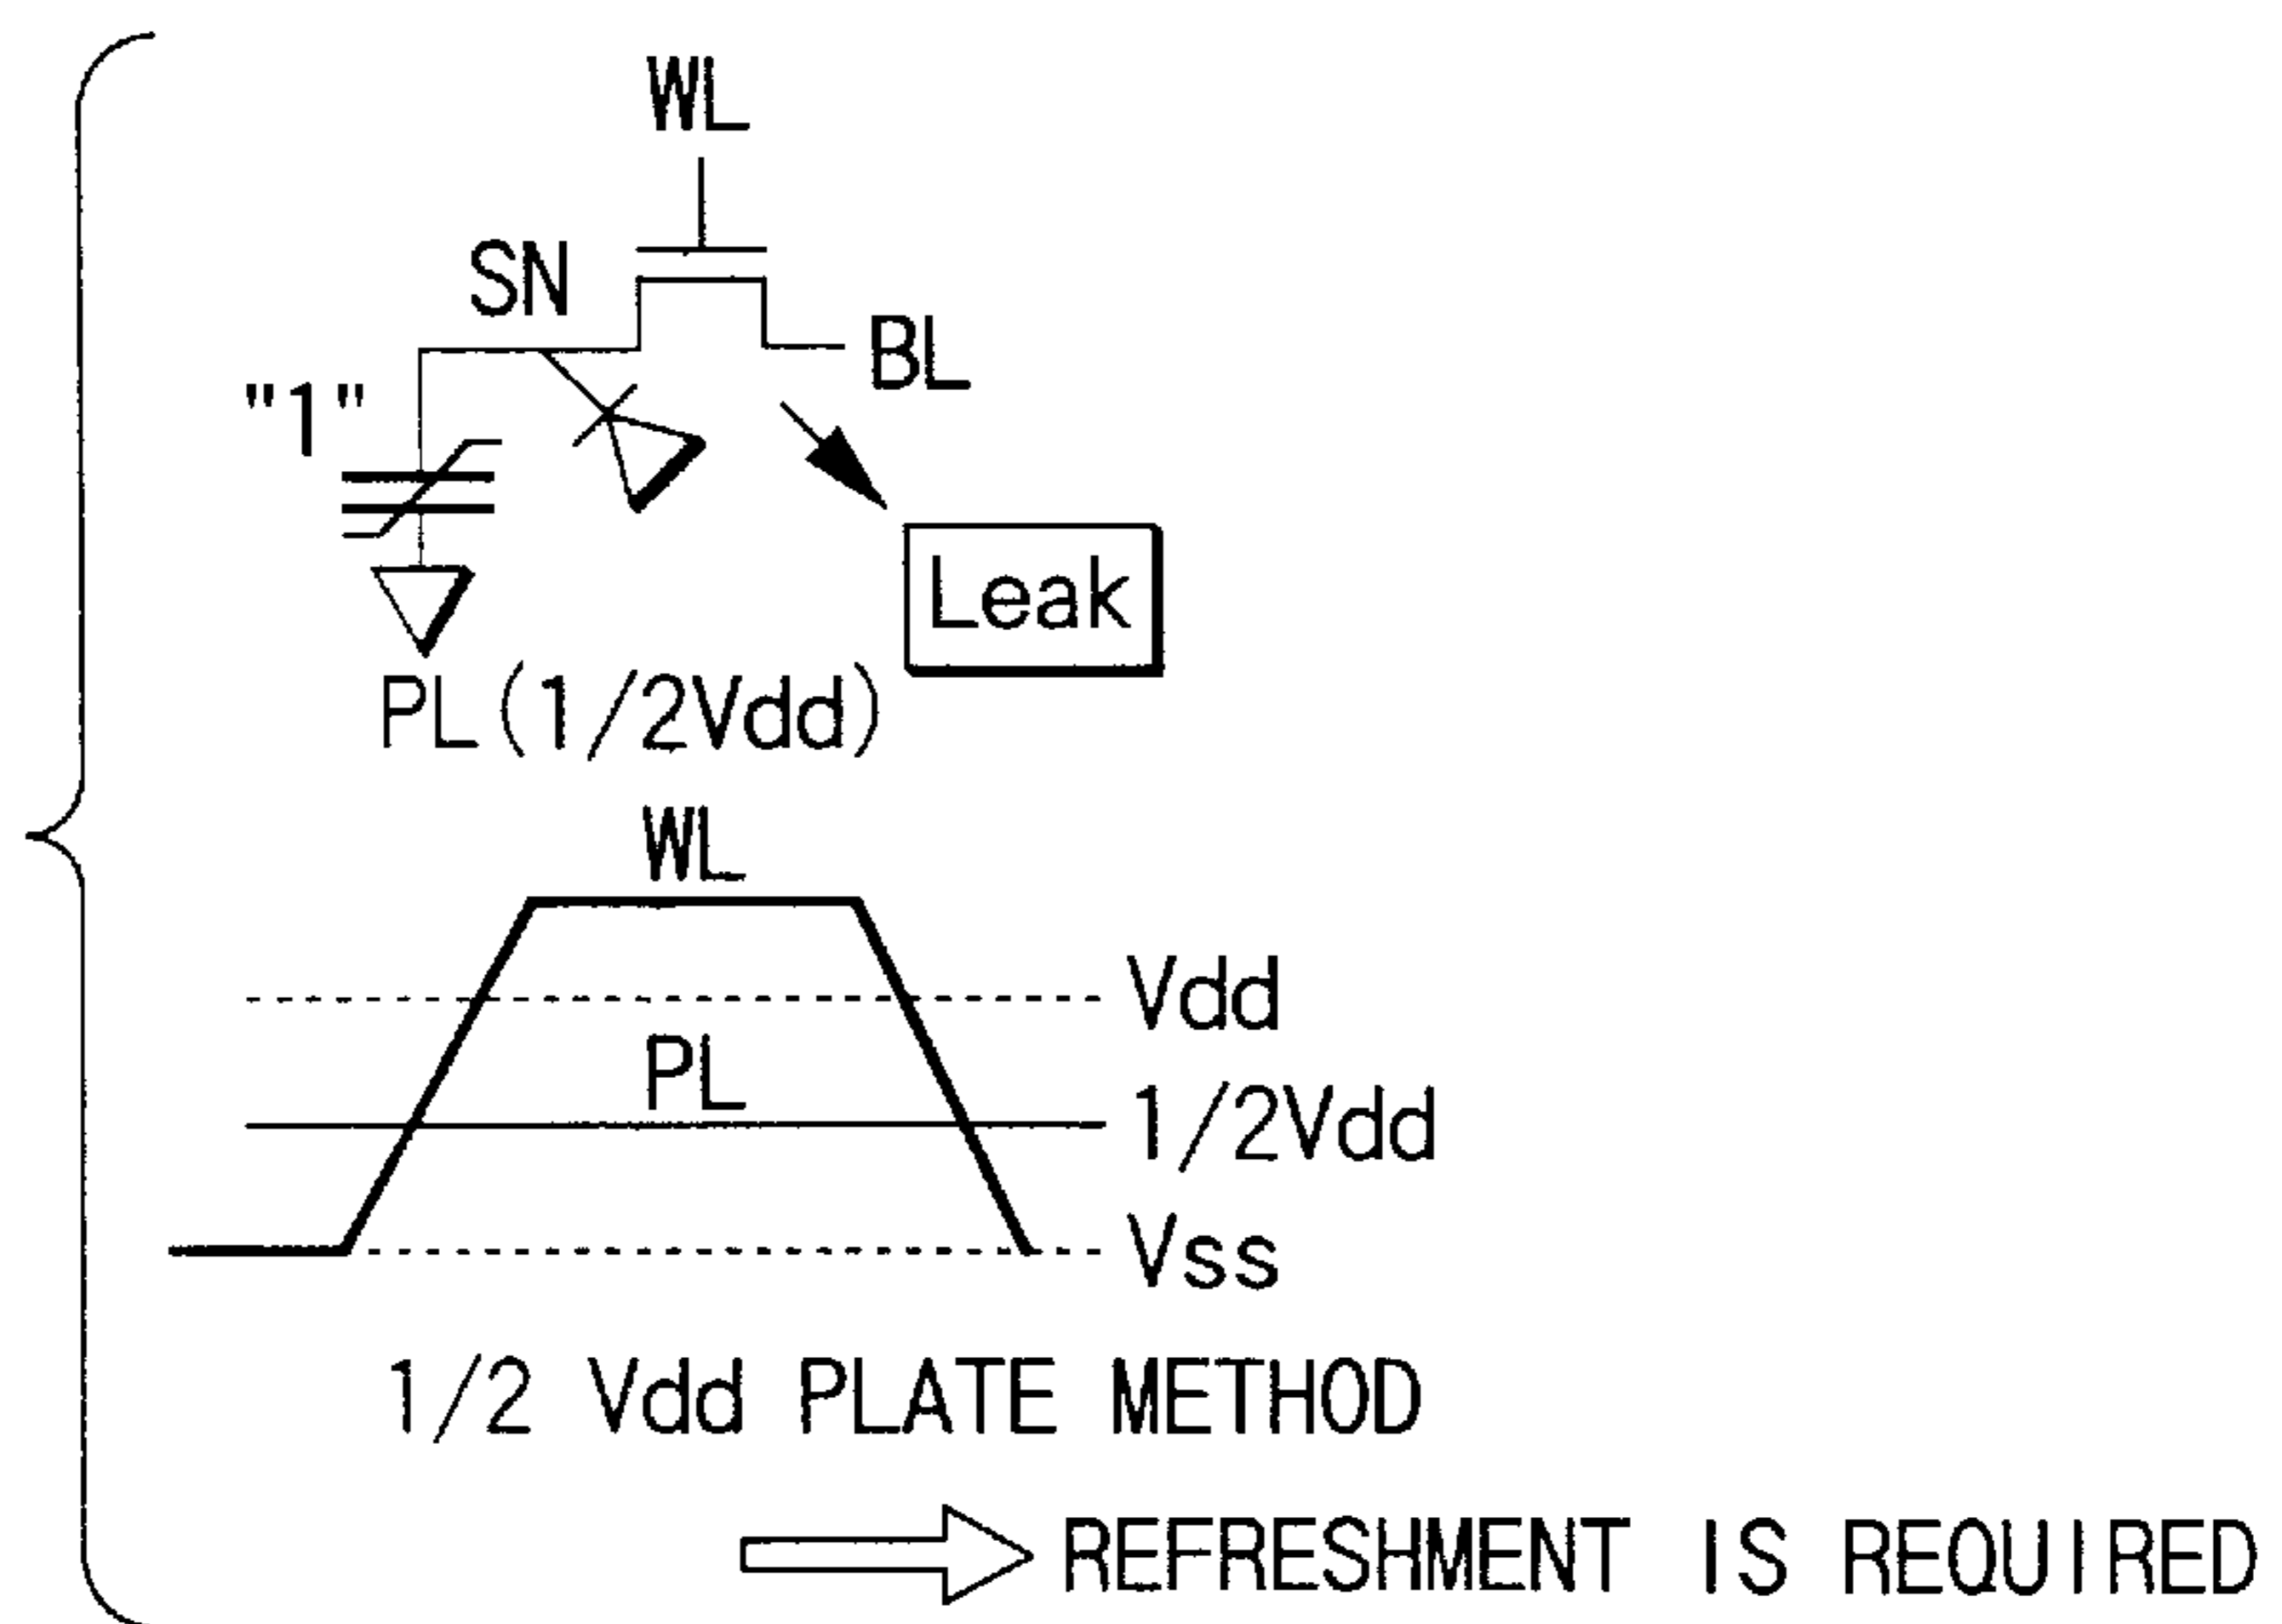 WL
SN
BL
"1"
Leak
PL(1/2Vdd)
WL
Vdd
PL
1/2Vdd
Vss
1/2 Vdd PLATE METHOD
REFRESHMENT IS REQUIRED